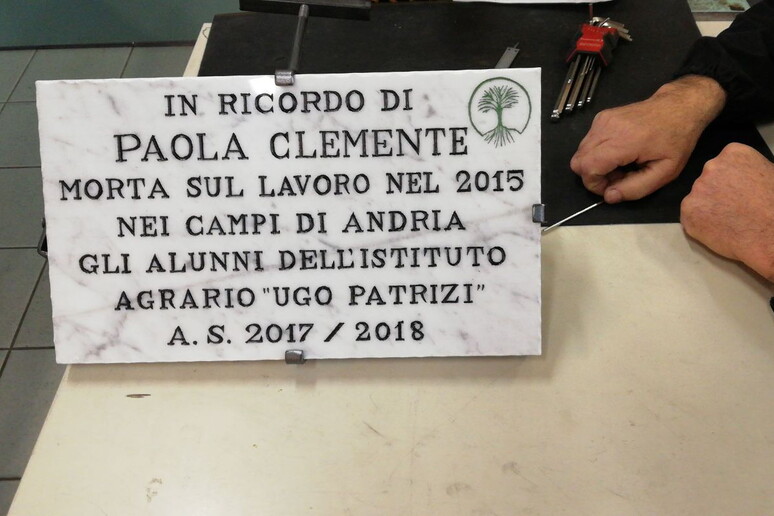 IN RICORDO DI
PAOLA CLEMENTE
MORTA SUL LAVORO NEL 2015
NEI CAMPI DI ANDRIA
GLI ALUNNI DELL'ISTITUTO
AGRARIO "UGO PATRIZI"
A. S. 2017 / 2018